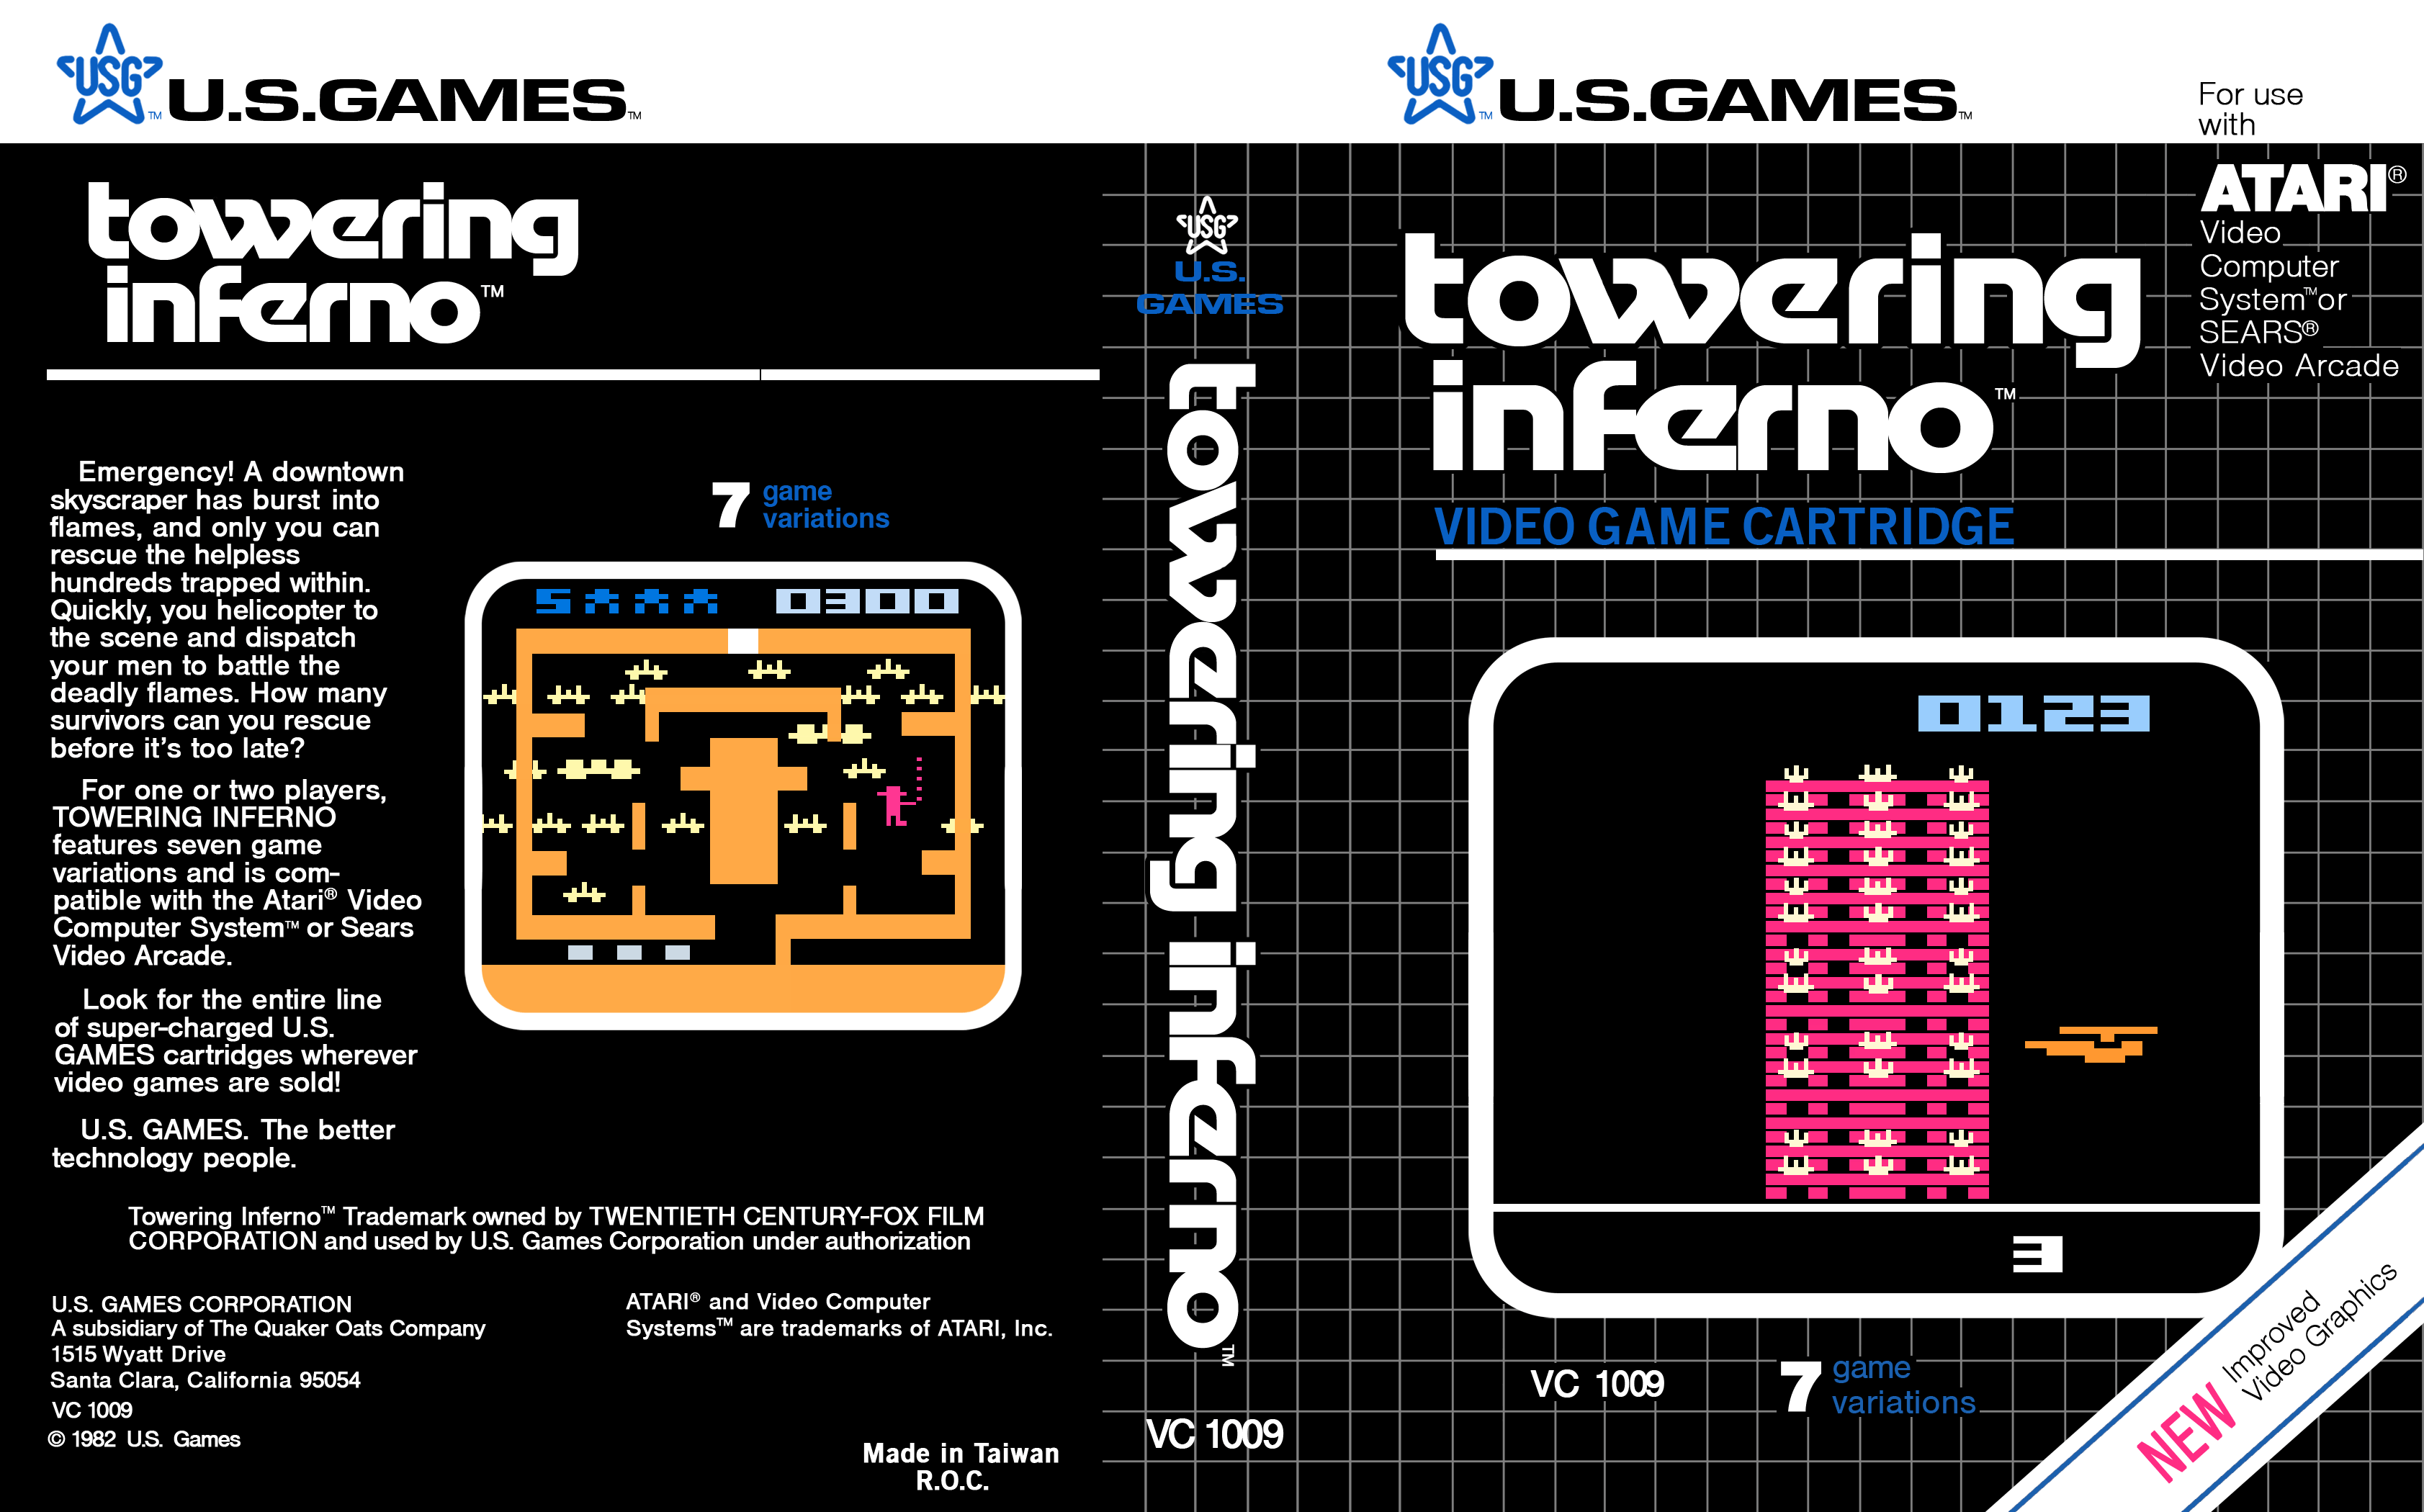 USG™ U.S.GAMES™
towering
inferno™
Emergency! A downtown
skyscraper has burst into
flames, and only you can
rescue the helpless
hundreds trapped within.
Quickly, you helicopter to
the scene and dispatch
your men to battle the
deadly flames. How many
survivors can you rescue
before it's too late?
For one or two players,
TOWERING INFERNO
features seven game
variations and is com-
patible with the Atari® Video
Computer System™ or Sears
Video Arcade.
Look for the entire line
of super-charged U.S.
GAMES cartridges wherever
video games are sold!
U.S. GAMES. The better
technology people.
7 game
variations
5 0300
Towering Inferno™ Trademark owned by TWENTIETH CENTURY-FOX FILM
CORPORATION and used by U.S. Games Corporation under authorization
U.S. GAMES CORPORATION
A subsidiary of The Quaker Oats Company
1515 Wyatt Drive
Santa Clara, California 95054
VC 1009
© 1982 U.S. Games
ATARI® and Video Computer
Systems™ are trademarks of ATARI, Inc.
Made in Taiwan
R.O.C.
USG
U.S.
GAMES
towering inferno™
VC 1009
USG™ U.S.GAMES™
For use
with
ATARI®
Video
Computer
System™or
SEARS®
Video Arcade
towering
inferno™
VIDEO GAME CARTRIDGE
0123
3
VC 1009
7 game
variations
NEW Improved
Video Graphics